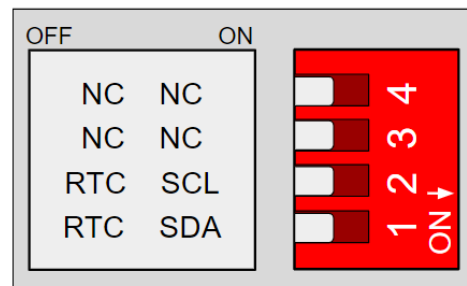 OFF ON
NC NC
NC NC
RTC SCL
RTC SDA
4
3
2
1
ON